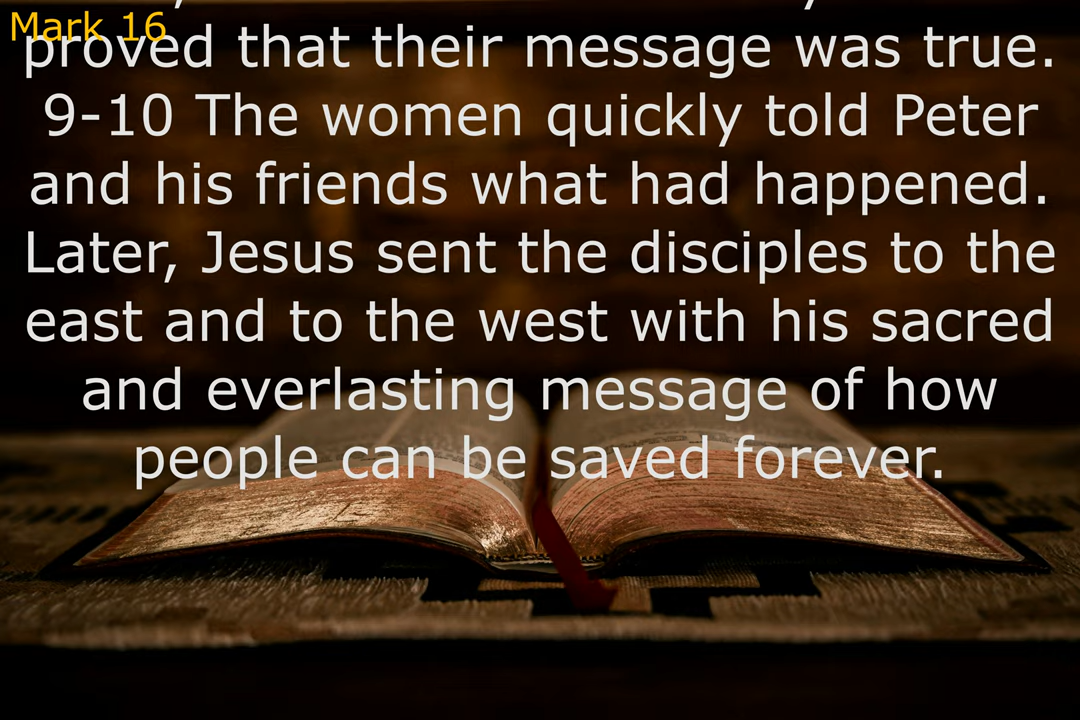 Mark 16
proved that their message was true.
9-10 The women quickly told Peter
and his friends what had happened.
Later, Jesus sent the disciples to the
east and to the west with his sacred
and everlasting message of how
people can be saved forever.